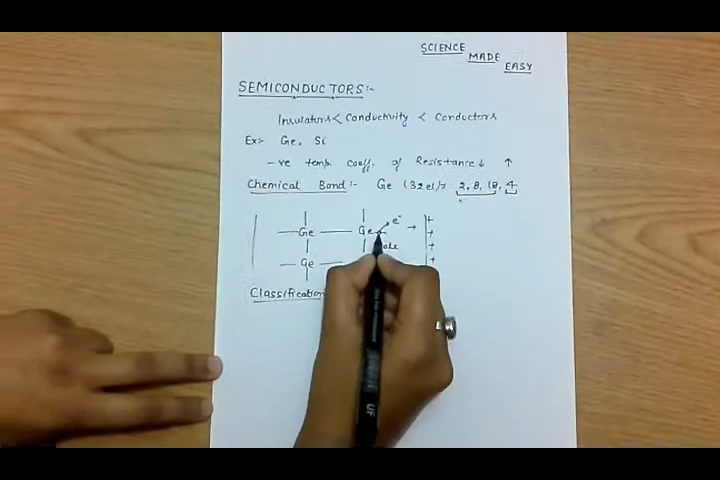 SCIENCE
MADE
EASY
SEMICONDUCTORS:-
Insulators < Conductivity < Conductors
Ex:- Ge, Si
-ve temp. coeff. of Resistance↓ ↑
Chemical Bond:- Ge (32 el)→ 2, 8, 18, 4
Ge Ge e⁻ → +
+
+
Ge +
Classification